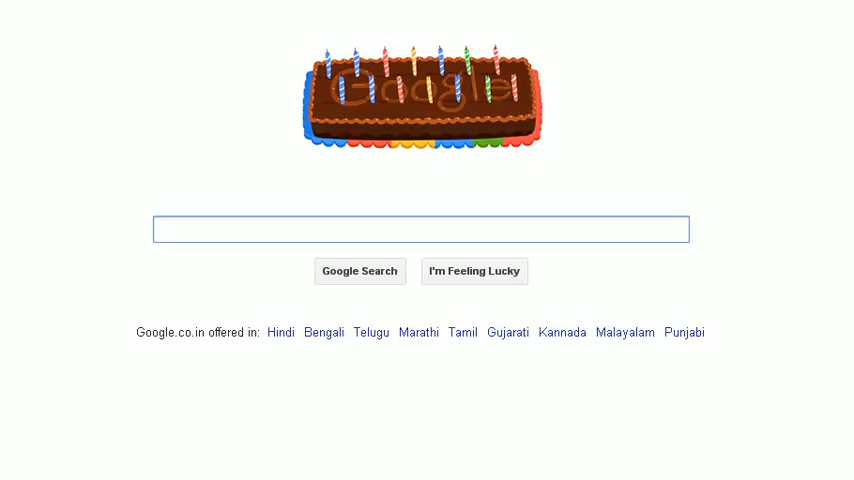 Google
Google Search I'm Feeling Lucky
Google.co.in offered in: Hindi Bengali Telugu Marathi Tamil Gujarati Kannada Malayalam Punjabi